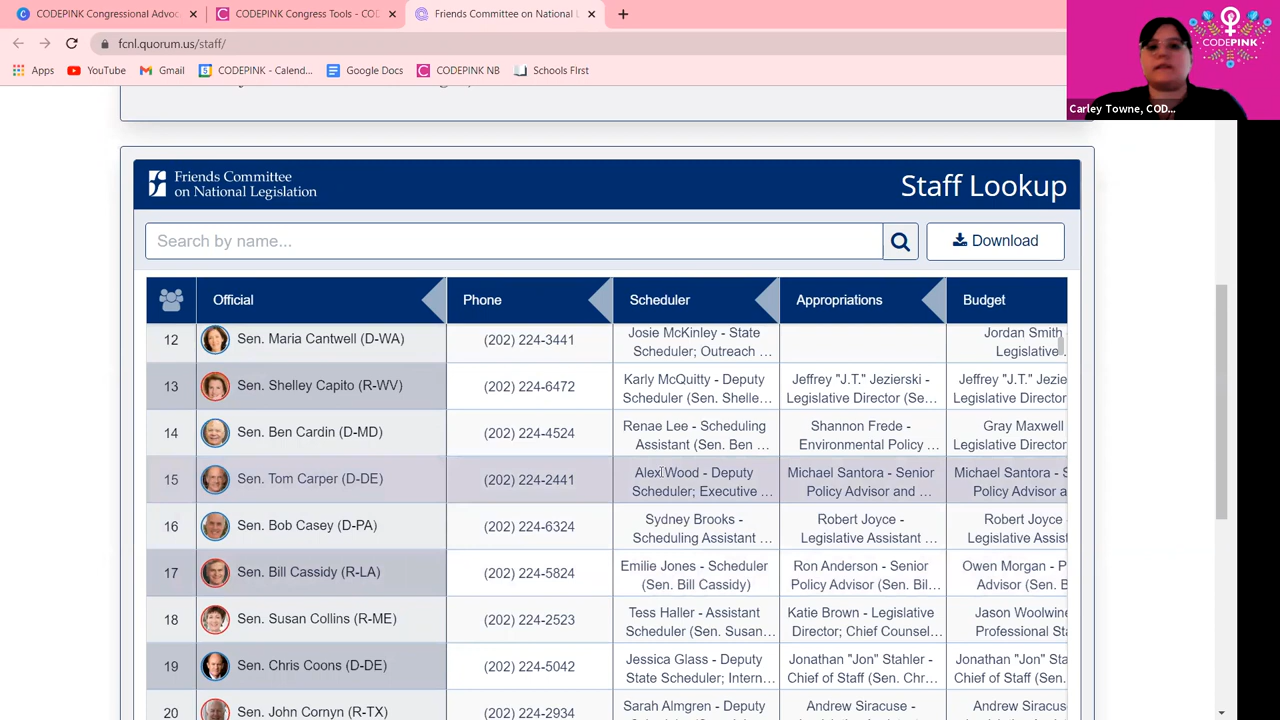 CODEPINK Congressional Advoc
CODEPINK Congress Tools - CO
Friends Committee on National L
fcnl.quorum.us/staff/
Apps
YouTube
Gmail
CODEPINK - Calend...
Google Docs
CODEPINK NB
Schools FIrst
CODEPINK
Carley Towne, COD...
Friends Committee
on National Legislation
Staff Lookup
Search by name...
Download
Official Phone Scheduler Appropriations Budget
12 Sen. Maria Cantwell (D-WA) (202) 224-3441 Josie McKinley - State Scheduler; Outreach ... Jordan Smith Legislative .
13 Sen. Shelley Capito (R-WV) (202) 224-6472 Karly McQuitty - Deputy Scheduler (Sen. Shelle... Jeffrey "J.T." Jezierski - Legislative Director (Se... Jeffrey "J.T." Jezie Legislative Director
14 Sen. Ben Cardin (D-MD) (202) 224-4524 Renae Lee - Scheduling Assistant (Sen. Ben ... Shannon Frede - Environmental Policy ... Gray Maxwell Legislative Director
15 Sen. Tom Carper (D-DE) (202) 224-2441 Alex Wood - Deputy Scheduler; Executive ... Michael Santora - Senior Policy Advisor and ... Michael Santora - S Policy Advisor a
16 Sen. Bob Casey (D-PA) (202) 224-6324 Sydney Brooks - Scheduling Assistant ... Robert Joyce - Legislative Assistant ... Robert Joyce Legislative Assist
17 Sen. Bill Cassidy (R-LA) (202) 224-5824 Emilie Jones - Scheduler (Sen. Bill Cassidy) Ron Anderson - Senior Policy Advisor (Sen. Bil... Owen Morgan - P Advisor (Sen. B
18 Sen. Susan Collins (R-ME) (202) 224-2523 Tess Haller - Assistant Scheduler (Sen. Susan... Katie Brown - Legislative Director; Chief Counsel... Jason Woolwine Professional Sta
19 Sen. Chris Coons (D-DE) (202) 224-5042 Jessica Glass - Deputy State Scheduler; Intern... Jonathan "Jon" Stahler - Chief of Staff (Sen. Chr... Jonathan "Jon" Sta Chief of Staff (Sen.
20 Sen. John Cornyn (R-TX) (202) 224-2934 Sarah Almgren - Deputy Andrew Siracuse - Andrew Siracus